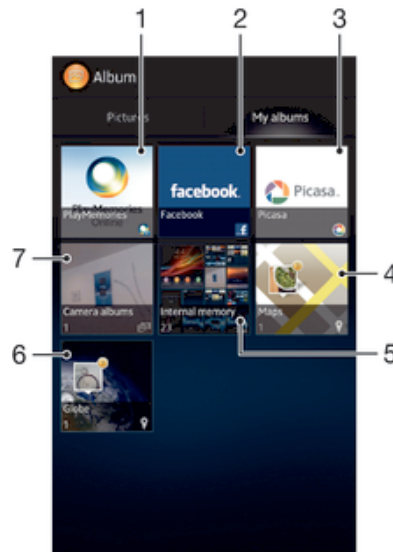 1 2 3
Album
Pictures My albums
facebook. Picasa.
PlayMemories Facebook Picasa
Online
7 4
Camera albums Internal memory Maps
1 23 1
5
6
Globe
1